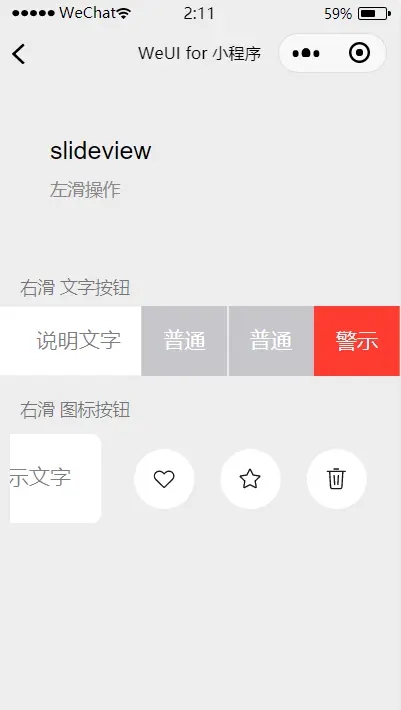 WeChat 2:11 59%
WeUI for 小程序
slideview
左滑操作
右滑 文字按钮
说明文字 普通 普通 警示
右滑 图标按钮
示文字